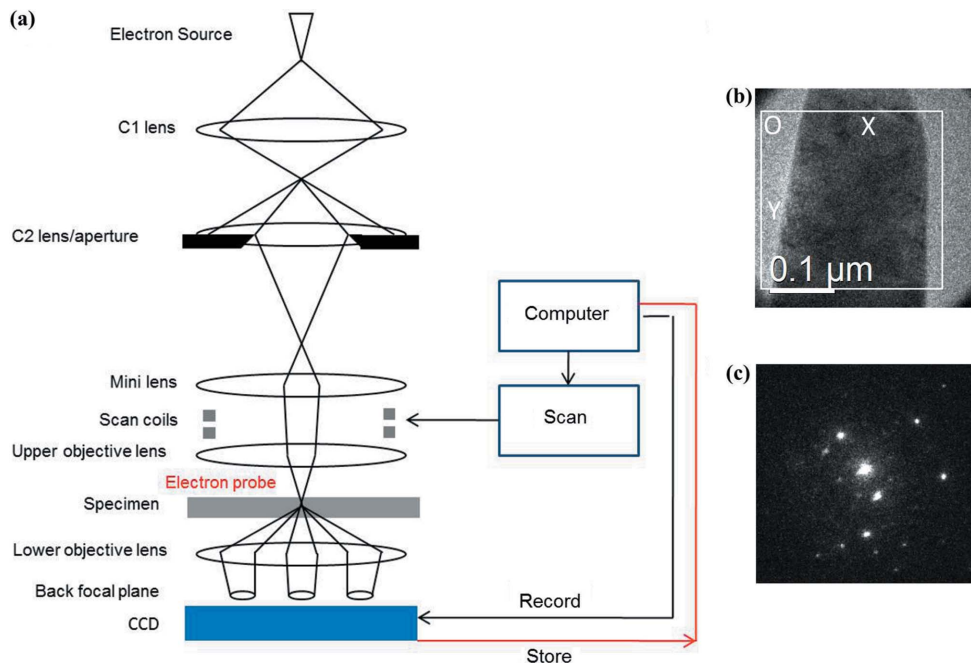 (a)
Electron Source
C1 lens
C2 lens/aperture
Mini lens
Scan coils
Upper objective lens
Electron probe
Specimen
Lower objective lens
Back focal plane
CCD
Computer
Scan
Record
Store
(b)
O
X
Y
0.1 µm
(c)